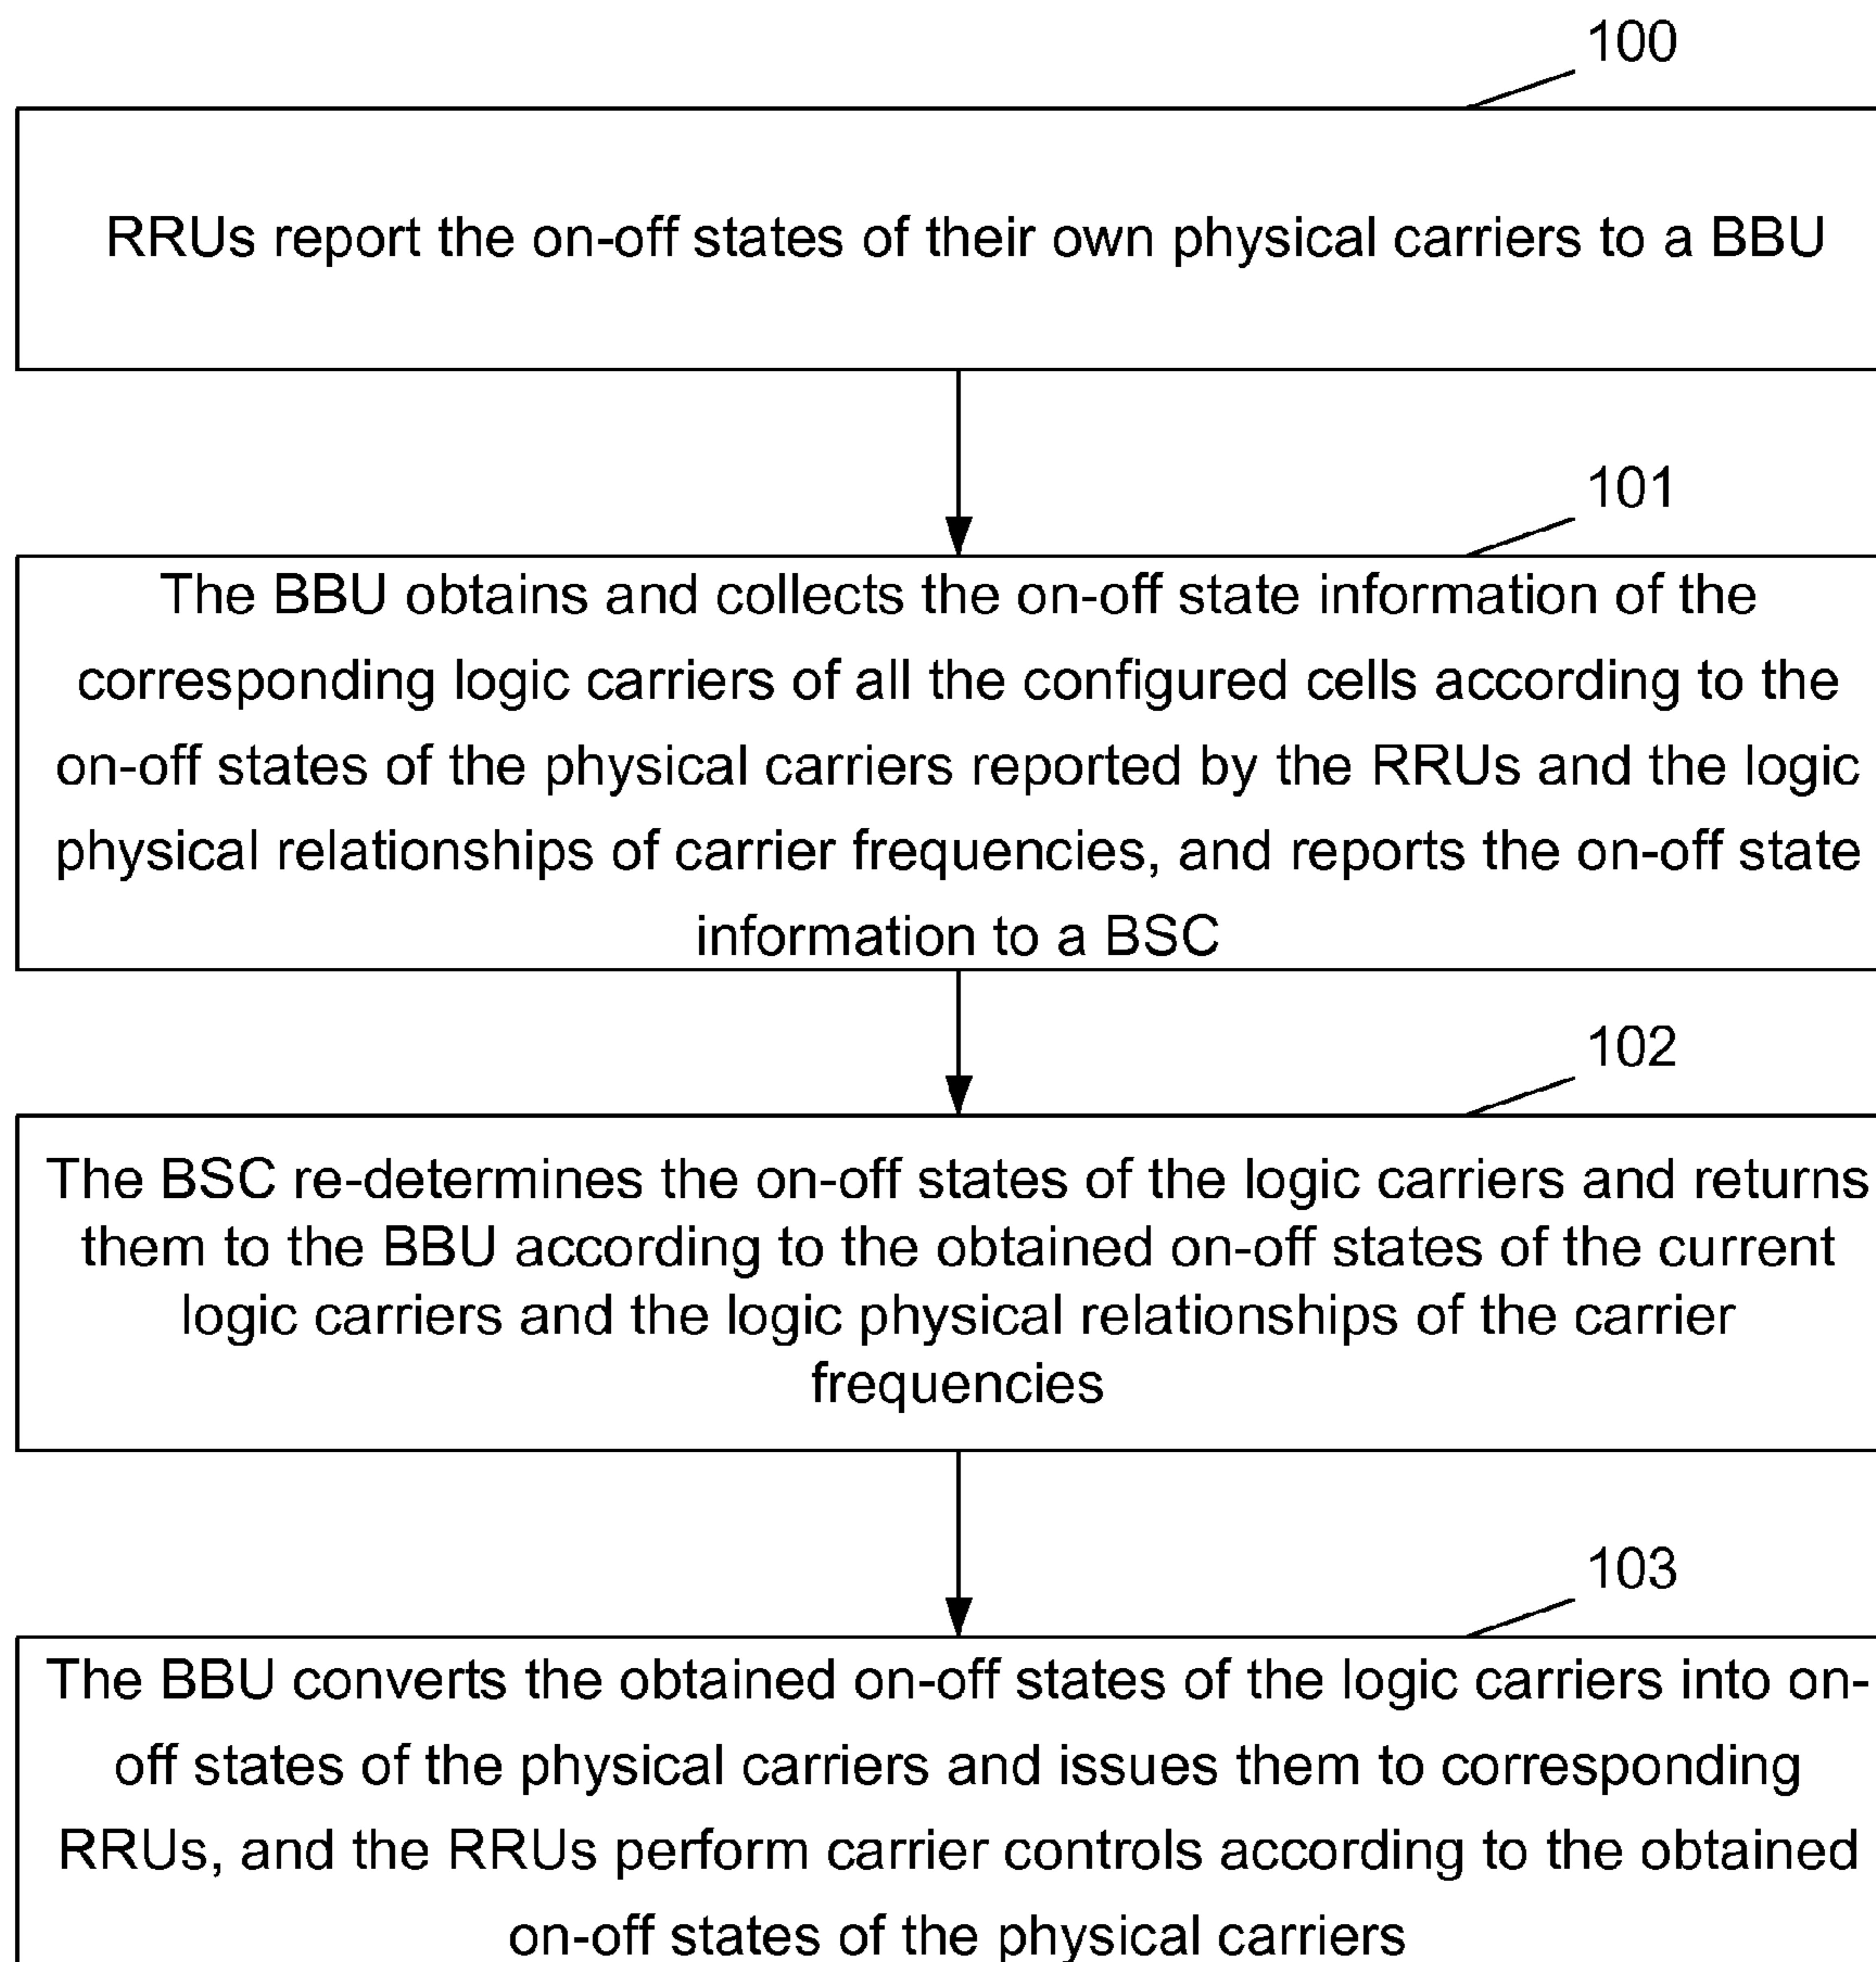 100
RRUs report the on-off states of their own physical carriers to a BBU
101
The BBU obtains and collects the on-off state information of the
corresponding logic carriers of all the configured cells according to the
on-off states of the physical carriers reported by the RRUs and the logic
physical relationships of carrier frequencies, and reports the on-off state
information to a BSC
102
The BSC re-determines the on-off states of the logic carriers and returns
them to the BBU according to the obtained on-off states of the current
logic carriers and the logic physical relationships of the carrier
frequencies
103
The BBU converts the obtained on-off states of the logic carriers into on-
off states of the physical carriers and issues them to corresponding
RRUs, and the RRUs perform carrier controls according to the obtained
on-off states of the physical carriers